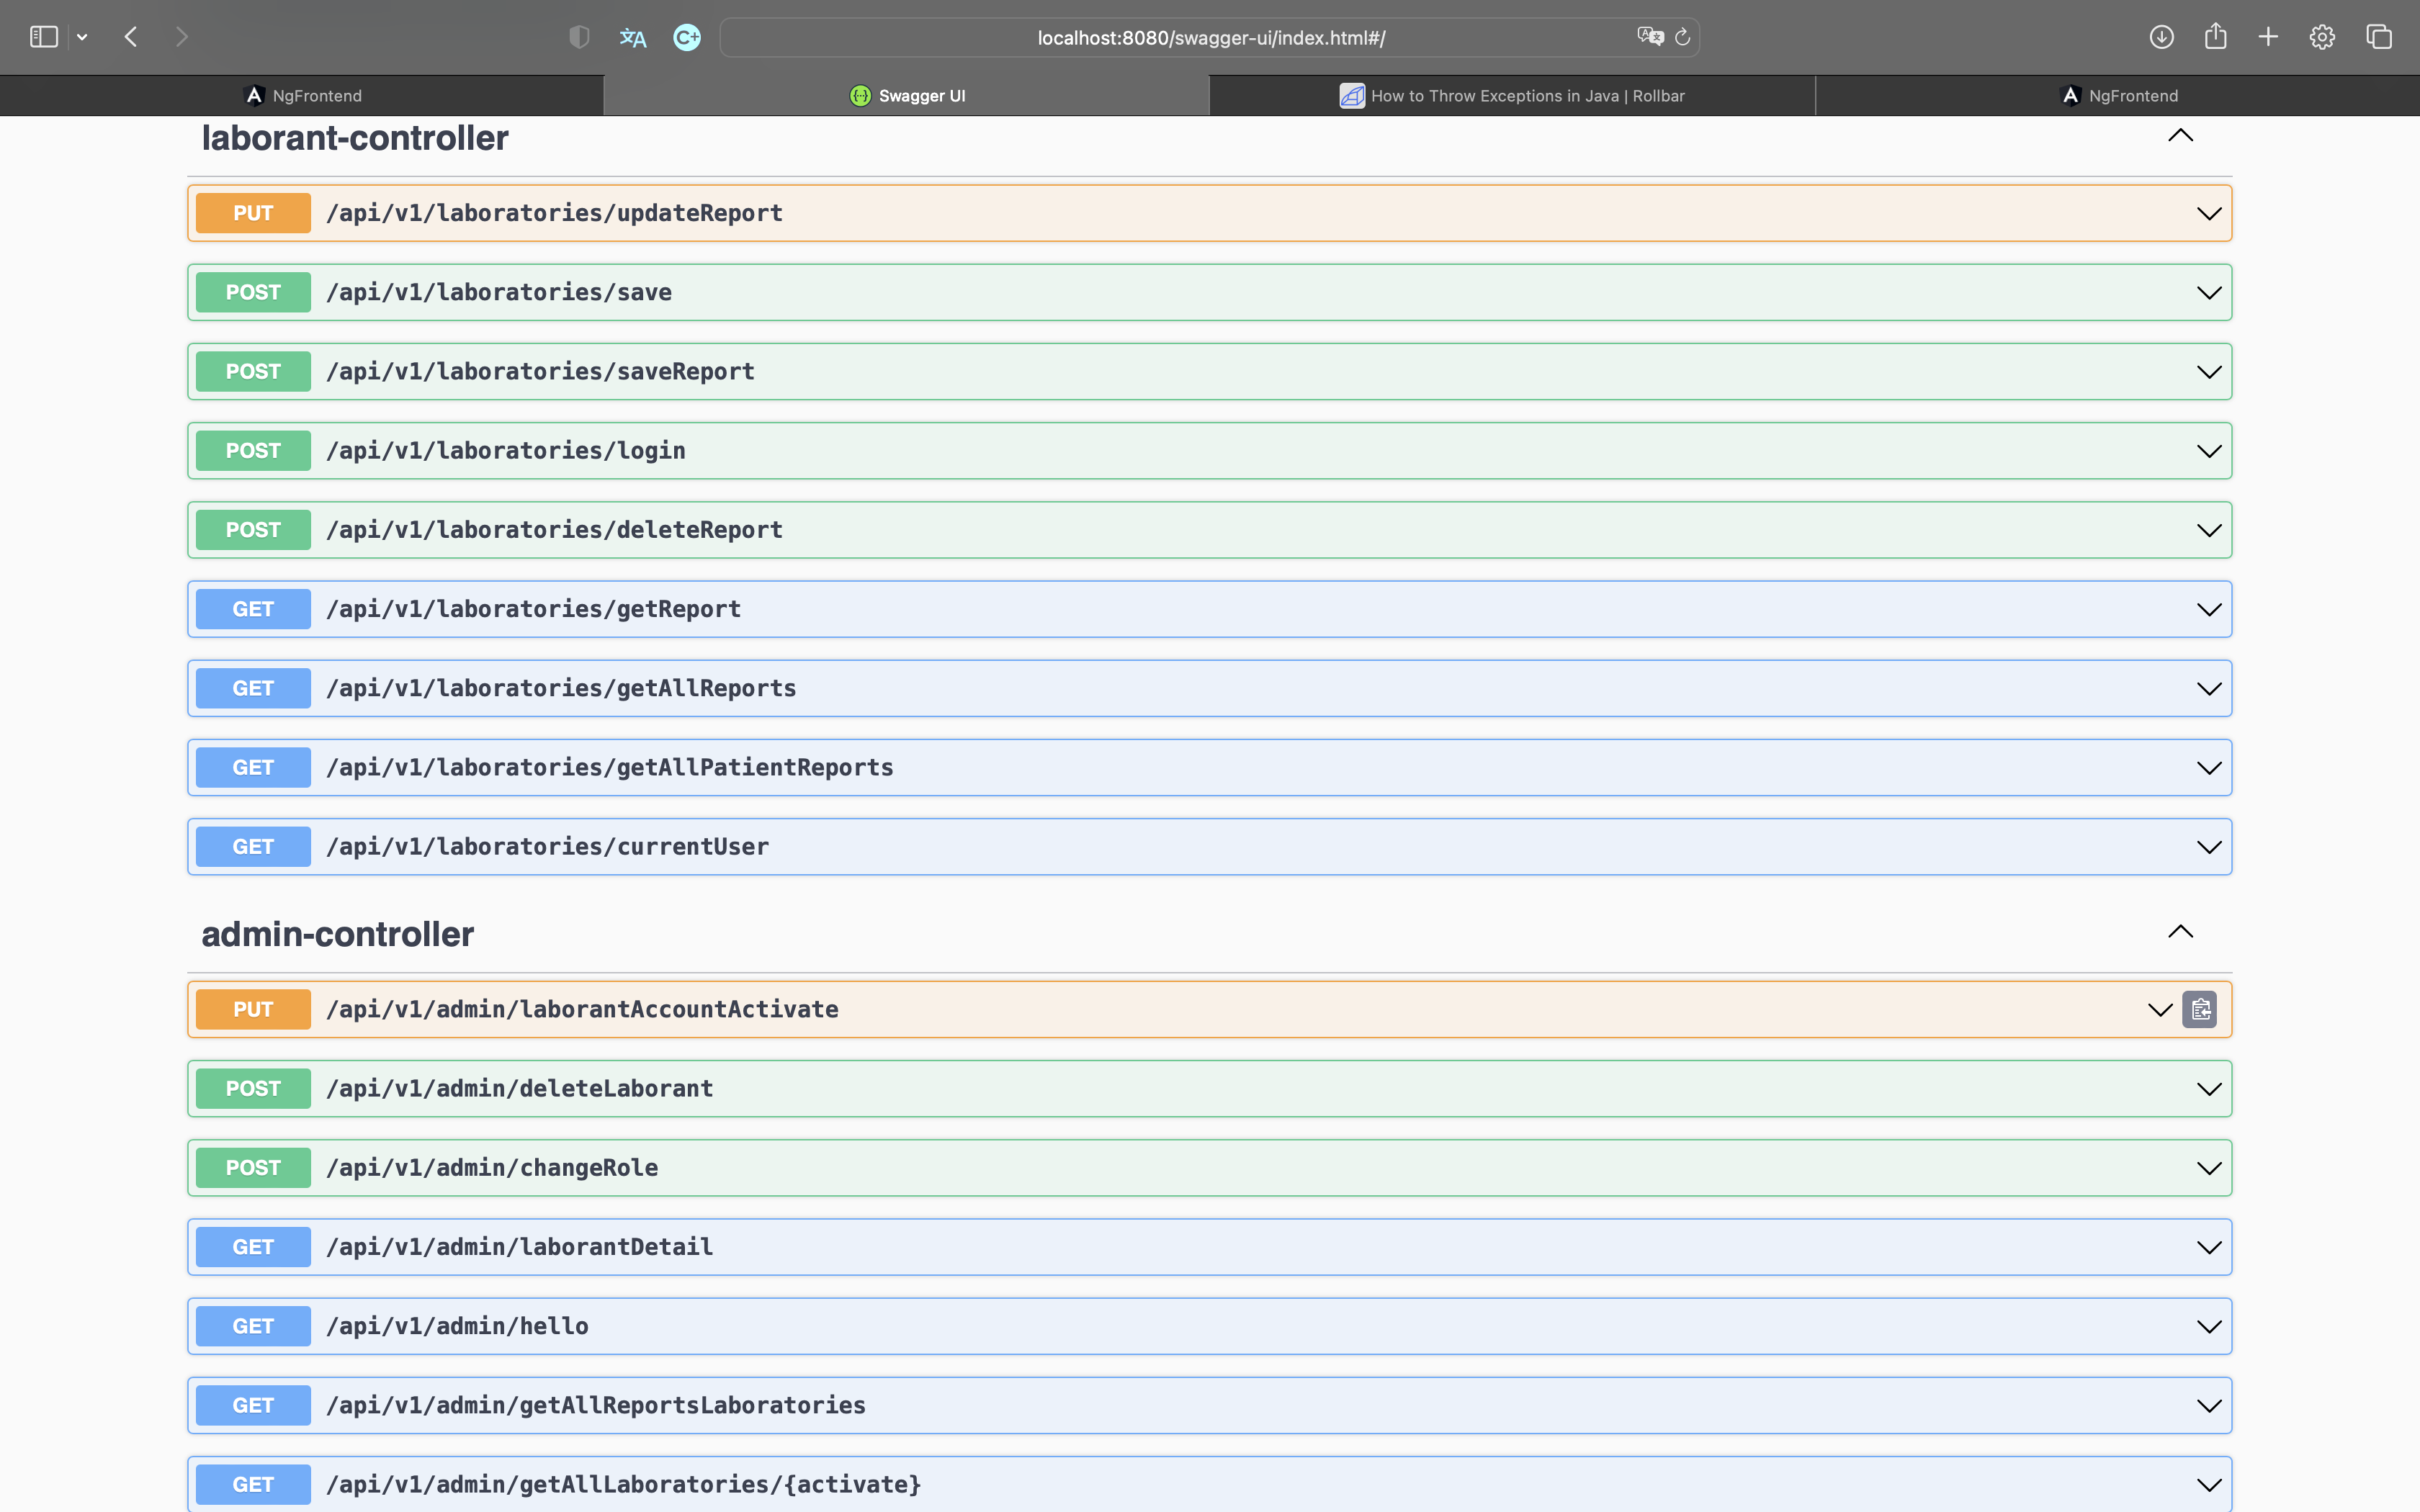 localhost:8080/swagger-ui/index.html#/
NgFrontend
Swagger UI
How to Throw Exceptions in Java | Rollbar
NgFrontend
laborant-controller
PUT /api/v1/laboratories/updateReport
POST /api/v1/laboratories/save
POST /api/v1/laboratories/saveReport
POST /api/v1/laboratories/login
POST /api/v1/laboratories/deleteReport
GET /api/v1/laboratories/getReport
GET /api/v1/laboratories/getAllReports
GET /api/v1/laboratories/getAllPatientReports
GET /api/v1/laboratories/currentUser
admin-controller
PUT /api/v1/admin/laborantAccountActivate
POST /api/v1/admin/deleteLaborant
POST /api/v1/admin/changeRole
GET /api/v1/admin/laborantDetail
GET /api/v1/admin/hello
GET /api/v1/admin/getAllReportsLaboratories
GET /api/v1/admin/getAllLaboratories/{activate}